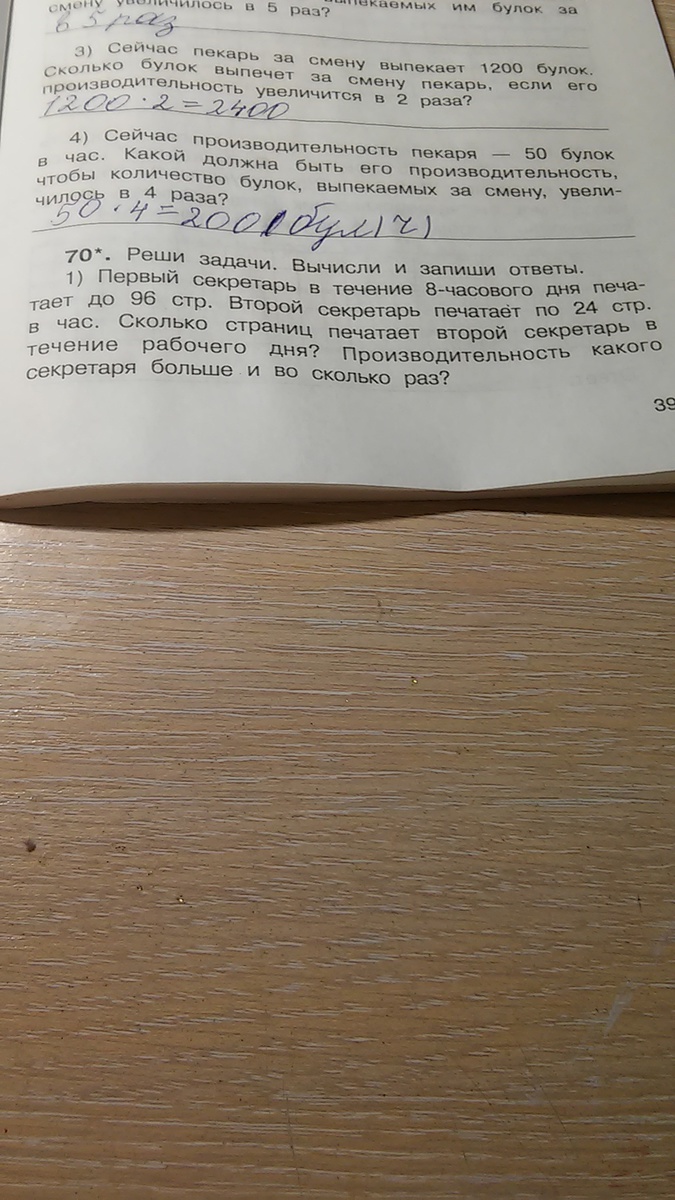 смену увеличилось в 5 раз? выпекаемых им булок за
в 5 раз
3) Сейчас пекарь за смену выпекает 1200 булок.
Сколько булок выпечет за смену пекарь, если его
производительность увеличится в 2 раза?
1200 · 2 = 2400
4) Сейчас производительность пекаря — 50 булок
в час. Какой должна быть его производительность,
чтобы количество булок, выпекаемых за смену, увели-
чилось в 4 раза?
50 · 4 = 200 (бул/ч)
70*. Реши задачи. Вычисли и запиши ответы.
1) Первый секретарь в течение 8-часового дня печа-
тает до 96 стр. Второй секретарь печатает по 24 стр.
в час. Сколько страниц печатает второй секретарь в
течение рабочего дня? Производительность какого
секретаря больше и во сколько раз?
39